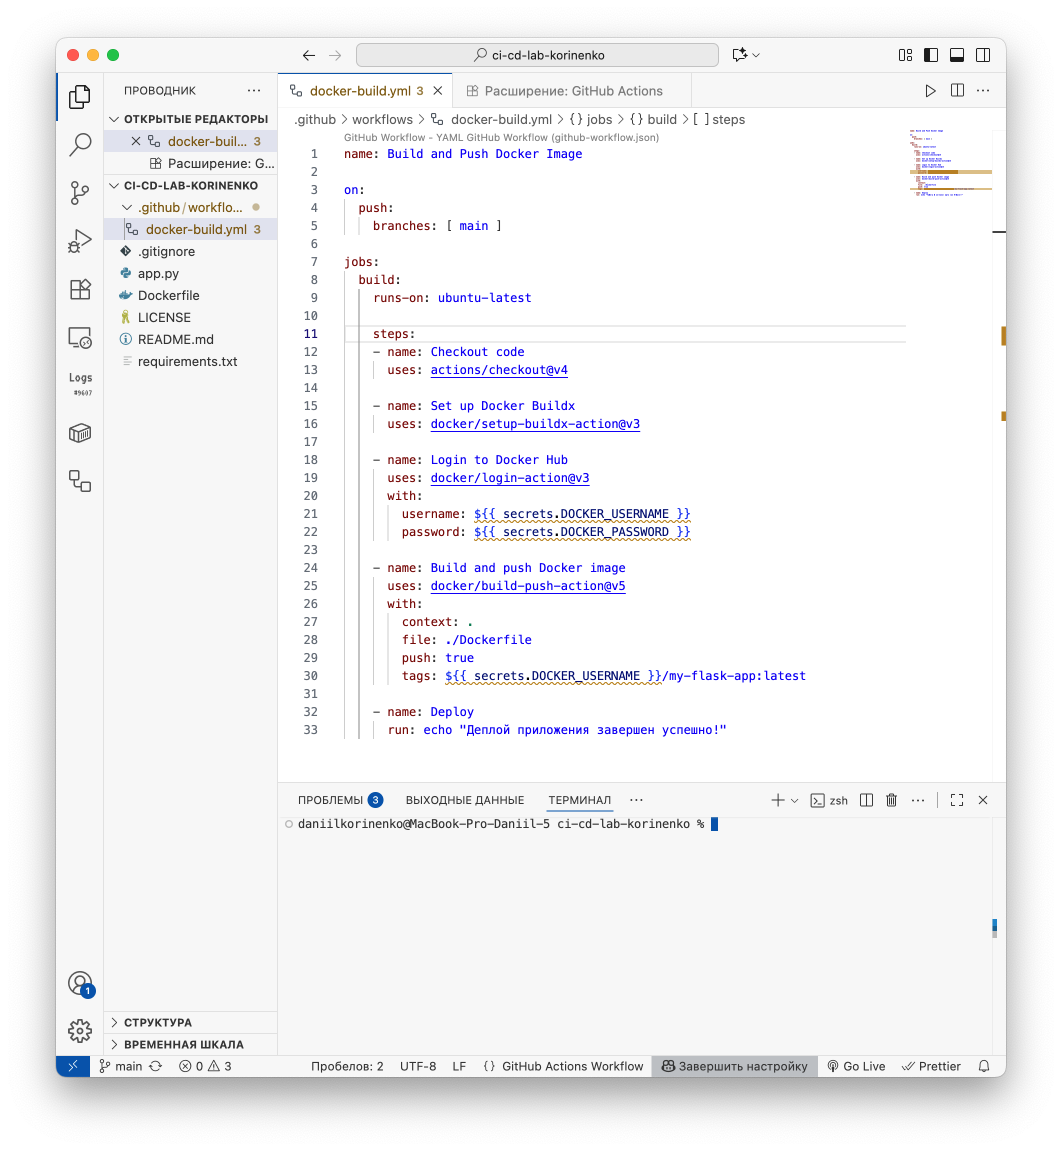 ci-cd-lab-korinenko
ПРОВОДНИК
ОТКРЫТЫЕ РЕДАКТОРЫ
docker-buil... 3
Расширение: G...
CI-CD-LAB-KORINENKO
.github/workflo...
docker-build.yml 3
.gitignore
app.py
Dockerfile
LICENSE
README.md
requirements.txt
Logs
СТРУКТУРА
ВРЕМЕННАЯ ШКАЛА
1
docker-build.yml 3
Расширение: GitHub Actions
.github > workflows > docker-build.yml > {} jobs > {} build > [ ] steps
GitHub Workflow - YAML GitHub Workflow (github-workflow.json)
1 name: Build and Push Docker Image
2
3 on:
4 push:
5 branches: [ main ]
6
7 jobs:
8 build:
9 runs-on: ubuntu-latest
10
11 steps:
12 - name: Checkout code
13 uses: actions/checkout@v4
14
15 - name: Set up Docker Buildx
16 uses: docker/setup-buildx-action@v3
17
18 - name: Login to Docker Hub
19 uses: docker/login-action@v3
20 with:
21 username: ${{ secrets.DOCKER_USERNAME }}
22 password: ${{ secrets.DOCKER_PASSWORD }}
23
24 - name: Build and push Docker image
25 uses: docker/build-push-action@v5
26 with:
27 context: .
28 file: ./Dockerfile
29 push: true
30 tags: ${{ secrets.DOCKER_USERNAME }}/my-flask-app:latest
31
32 - name: Deploy
33 run: echo "Деплой приложения завершен успешно!"
ПРОБЛЕМЫ 3 ВЫХОДНЫЕ ДАННЫЕ ТЕРМИНАЛ
zsh
daniilkorinenko@MacBook-Pro-Daniil-5 ci-cd-lab-korinenko %
main 0 3 Пробелов: 2 UTF-8 LF {} GitHub Actions Workflow Завершить настройку Go Live Prettier